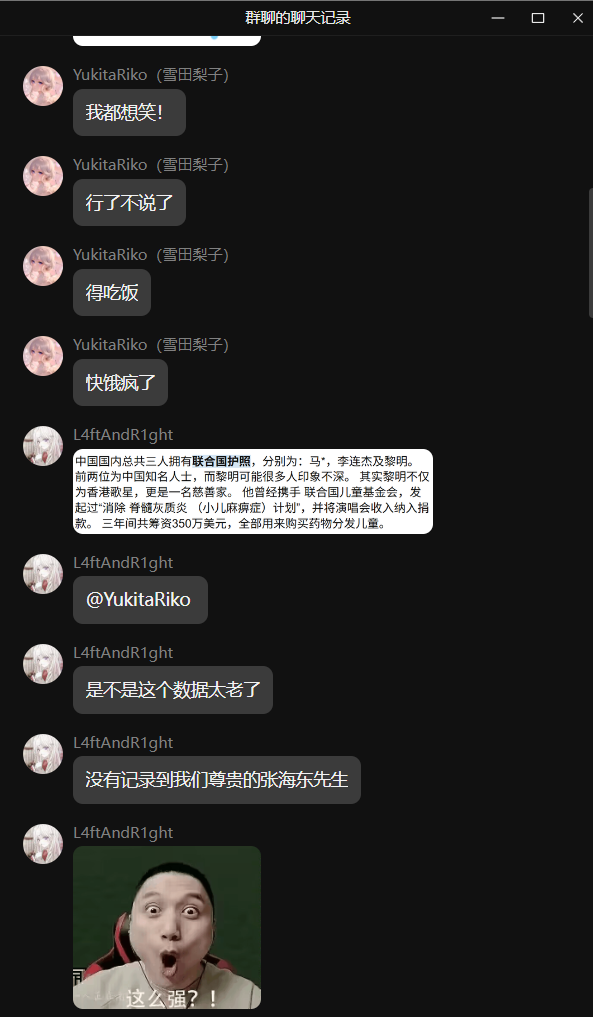 群聊的聊天记录
YukitaRiko（雪田梨子）
我都想笑！
YukitaRiko（雪田梨子）
行了不说了
YukitaRiko（雪田梨子）
得吃饭
YukitaRiko（雪田梨子）
快饿疯了
L4ftAndR1ght
中国国内总共三人拥有联合国护照，分别为：马*，李连杰及黎明。
前两位为中国知名人士，而黎明可能很多人印象不深。 其实黎明不仅
为香港歌星，更是一名慈善家。 他曾经携手 联合国儿童基金会，发
起过“消除 脊髓灰质炎 （小儿麻痹症）计划”，并将演唱会收入纳入捐
款。 三年间共筹资350万美元，全部用来购买药物分发儿童。
L4ftAndR1ght
@YukitaRiko
L4ftAndR1ght
是不是这个数据太老了
L4ftAndR1ght
没有记录到我们尊贵的张海东先生
L4ftAndR1ght
这么强？！